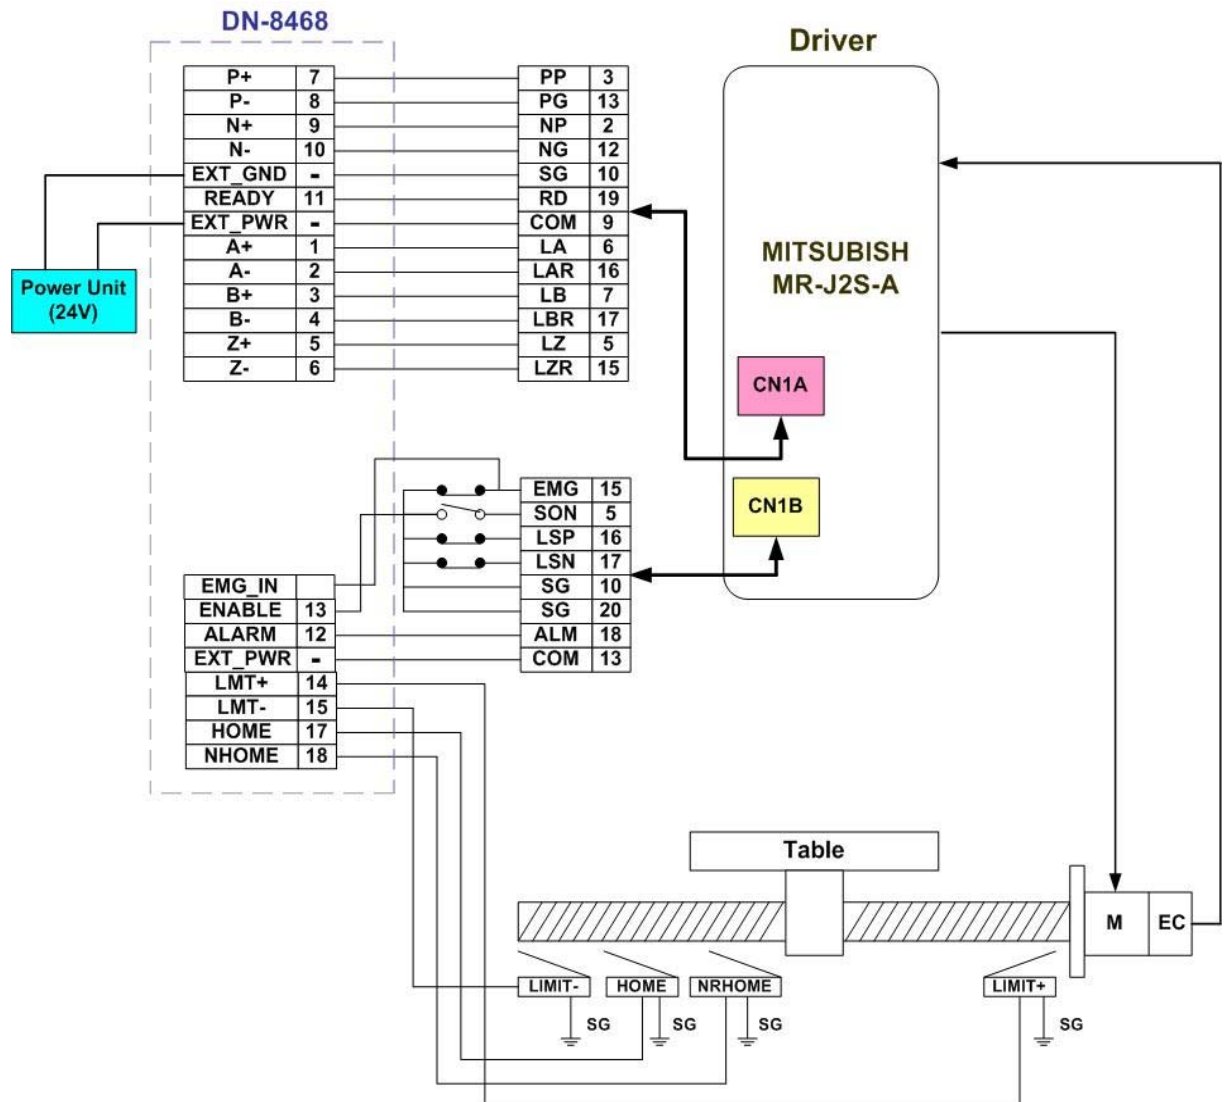 DN-8468
Driver
P+ 7 PP 3
P- 8 PG 13
N+ 9 NP 2
N- 10 NG 12
EXT_GND - SG 10
READY 11 RD 19
EXT_PWR - COM 9
A+ 1 LA 6
A- 2 LAR 16
B+ 3 LB 7
B- 4 LBR 17
Z+ 5 LZ 5
Z- 6 LZR 15
Power Unit
(24V)
MITSUBISH
MR-J2S-A
CN1A
CN1B
EMG 15
SON 5
LSP 16
LSN 17
SG 10
SG 20
ALM 18
COM 13
EMG_IN
ENABLE 13
ALARM 12
EXT_PWR -
LMT+ 14
LMT- 15
HOME 17
NHOME 18
Table
M EC
LIMIT- HOME NRHOME LIMIT+
SG SG SG SG